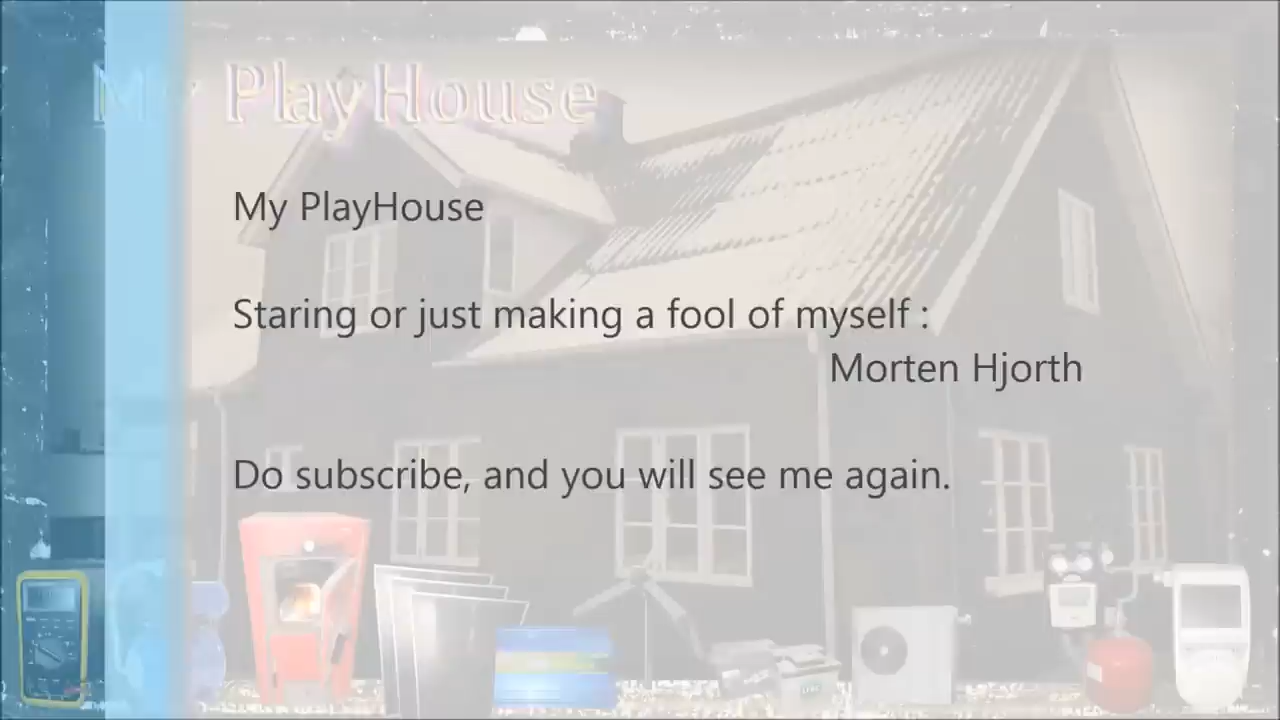 My PlayHouse
My PlayHouse
Staring or just making a fool of myself :
Morten Hjorth
Do subscribe, and you will see me again.